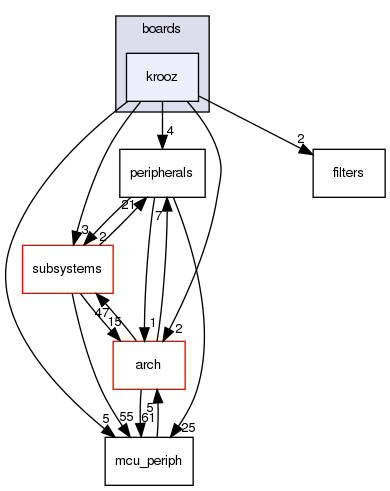 boards
krooz
4
2
peripherals
filters
3
2
21
7
subsystems
47
15
1
2
arch
5
55
5
61
25
mcu_periph